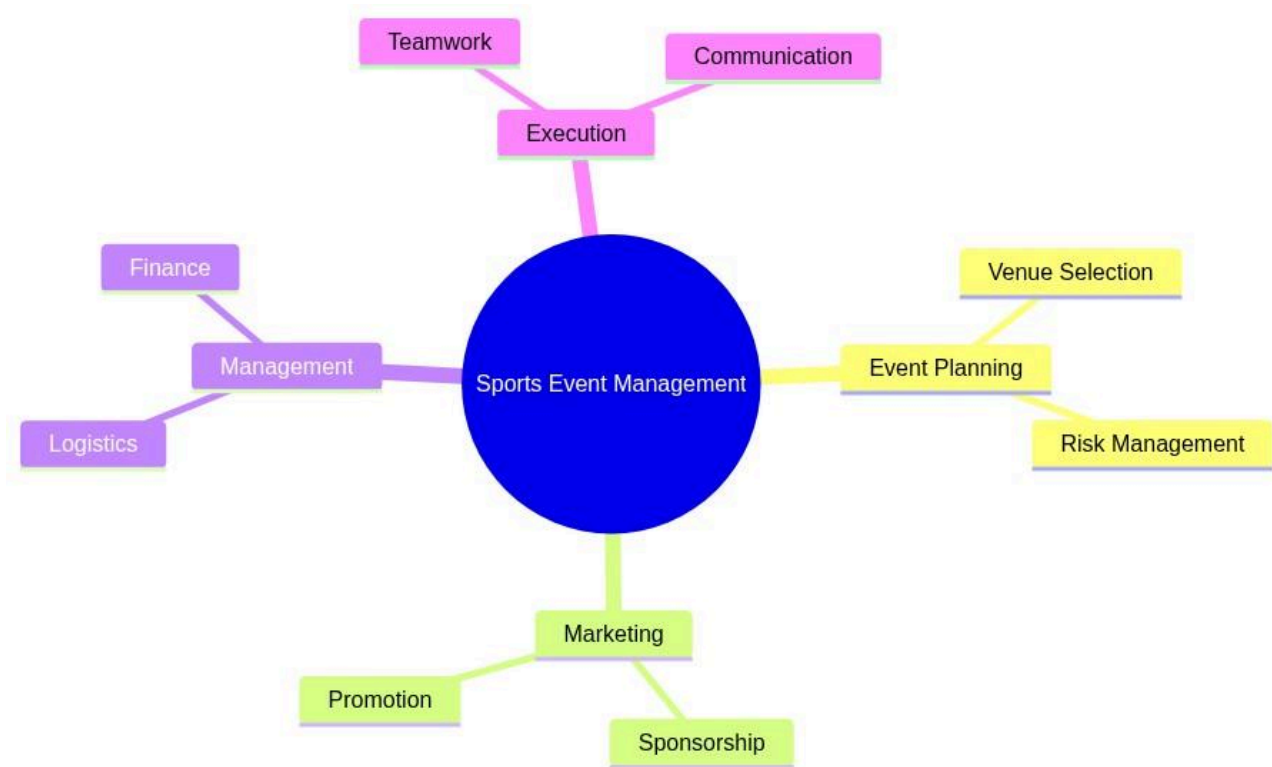 Teamwork
Communication
Execution
Finance
Venue Selection
Management
Event Planning
Sports Event Management
Logistics
Risk Management
Marketing
Promotion
Sponsorship